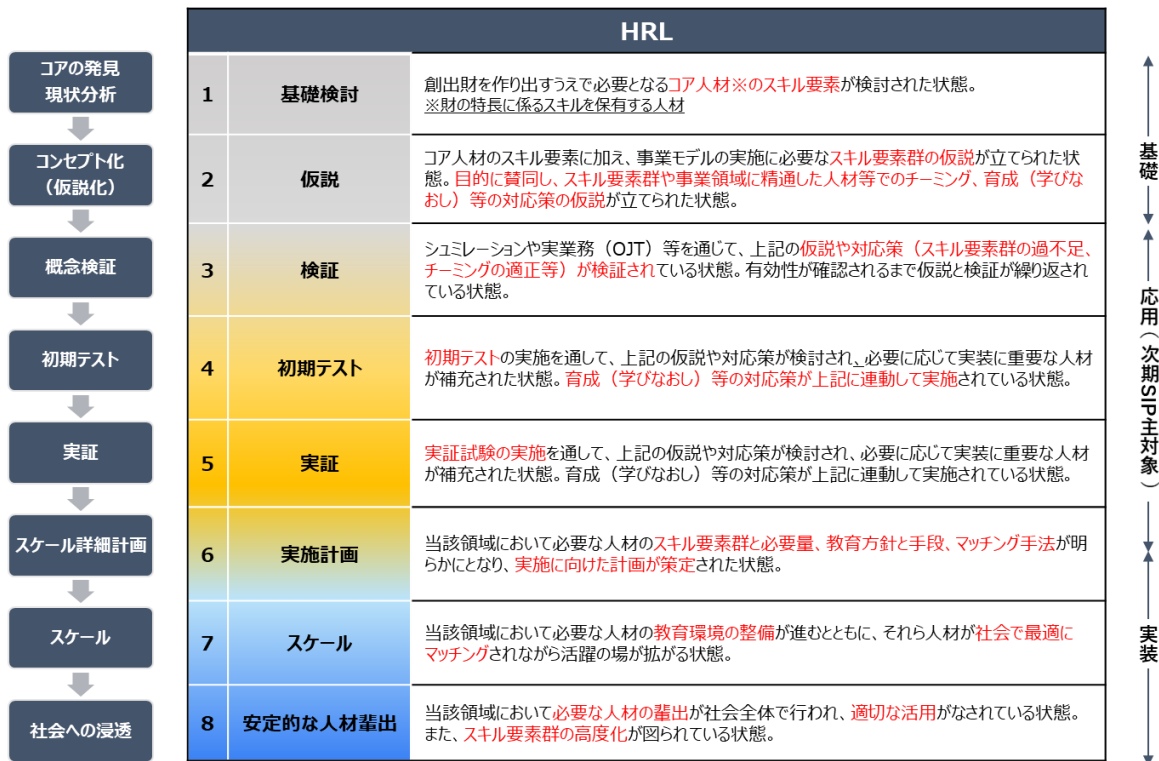 HRL
コアの発見
現状分析
1
基礎検討
創出財を作り出すうえで必要となるコア人材※のスキル要素が検討された状態。
※財の特長に係るスキルを保有する人材
コンセプト化
（仮説化）
2
仮説
コア人材のスキル要素に加え、事業モデルの実施に必要なスキル要素群の仮説が立てられた状
態。目的に賛同し、スキル要素群や事業領域に精通した人材等でのチーミング、育成（学びな
おし）等の対応策の仮説が立てられた状態。
概念検証
3
検証
シュミレーションや実業務（OJT）等を通じて、上記の仮説や対応策（スキル要素群の過不足、
チーミングの適正等）が検証されている状態。有効性が確認されるまで仮説と検証が繰り返され
ている状態。
初期テスト
4
初期テスト
初期テストの実施を通して、上記の仮説や対応策が検討され、必要に応じて実装に重要な人材
が補充された状態。育成（学びなおし）等の対応策が上記に連動して実施されている状態。
実証
5
実証
実証試験の実施を通して、上記の仮説や対応策が検討され、必要に応じて実装に重要な人材
が補充された状態。育成（学びなおし）等の対応策が上記に連動して実施されている状態。
スケール詳細計画
6
実施計画
当該領域において必要な人材のスキル要素群と必要量、教育方針と手段、マッチング手法が明
らかにとなり、実施に向けた計画が策定された状態。
スケール
7
スケール
当該領域において必要な人材の教育環境の整備が進むとともに、それら人材が社会で最適に
マッチングされながら活躍の場が拡がる状態。
社会への浸透
8
安定的な人材輩出
当該領域において必要な人材の輩出が社会全体で行われ、適切な活用がなされている状態。
また、スキル要素群の高度化が図られている状態。
基礎
応用（次期SIP主対象）
実装